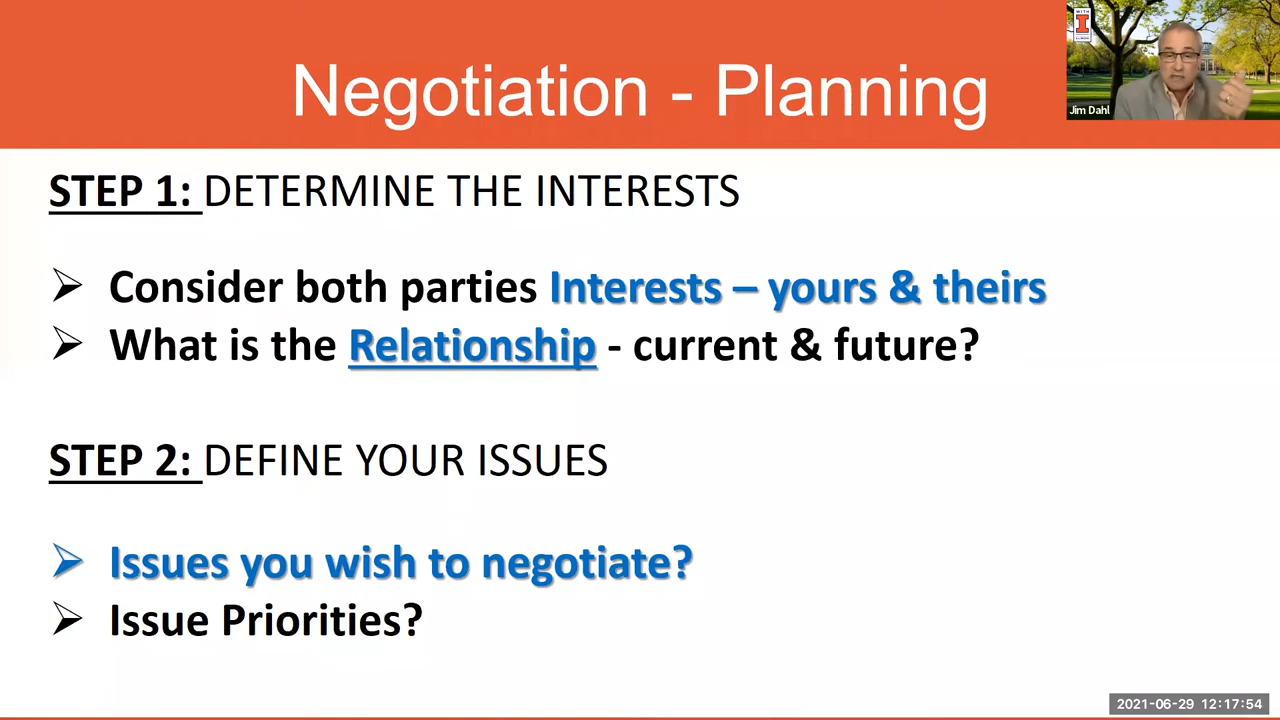 Negotiation - Planning
WITH
I
ILLINOIS
Jim Dahl
STEP 1: DETERMINE THE INTERESTS
➢ Consider both parties Interests – yours & theirs
➢ What is the Relationship - current & future?
STEP 2: DEFINE YOUR ISSUES
➢ Issues you wish to negotiate?
➢ Issue Priorities?
2021-06-29 12:17:54